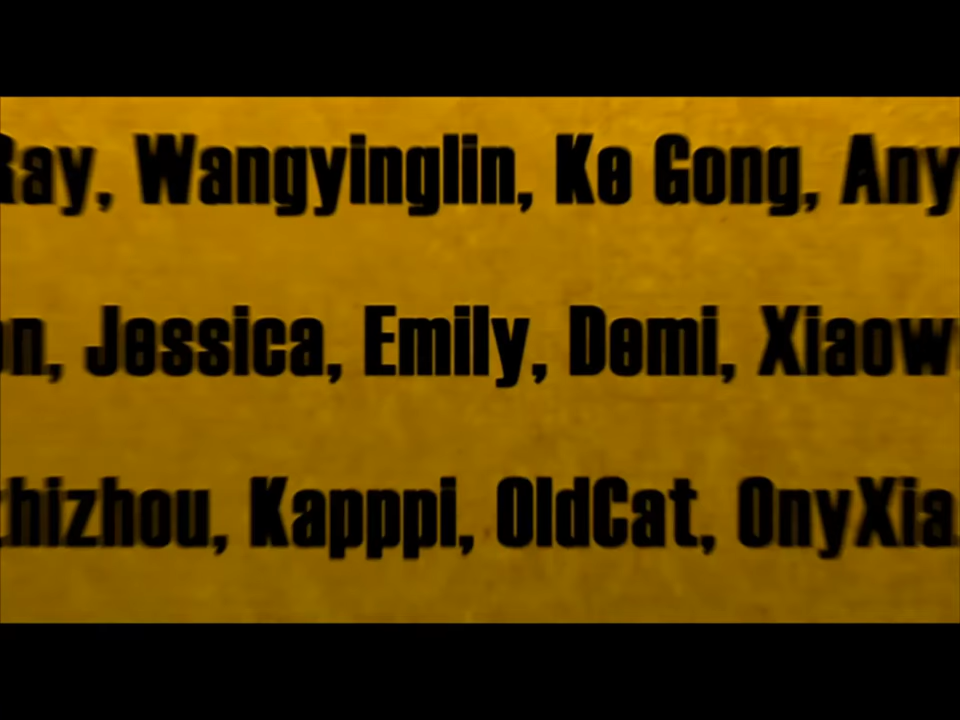 Ray, Wangyinglin, Ke Gong, Any
on, Jessica, Emily, Demi, Xiaow
zhizhou, Kapppi, OldCat, OnyXia